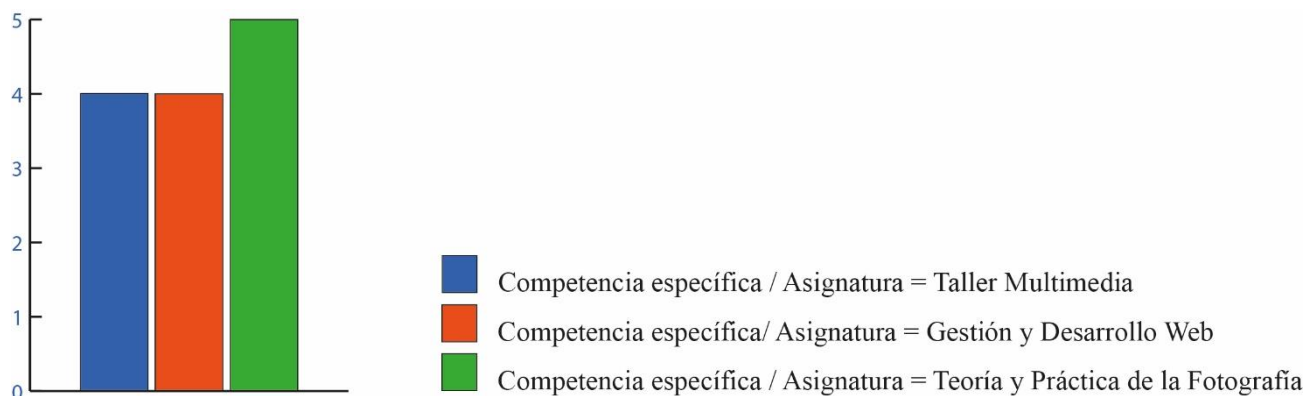 5
4
3
2
1
0
Competencia específica / Asignatura = Taller Multimedia
Competencia específica/ Asignatura = Gestión y Desarrollo Web
Competencia específica / Asignatura = Teoría y Práctica de la Fotografía